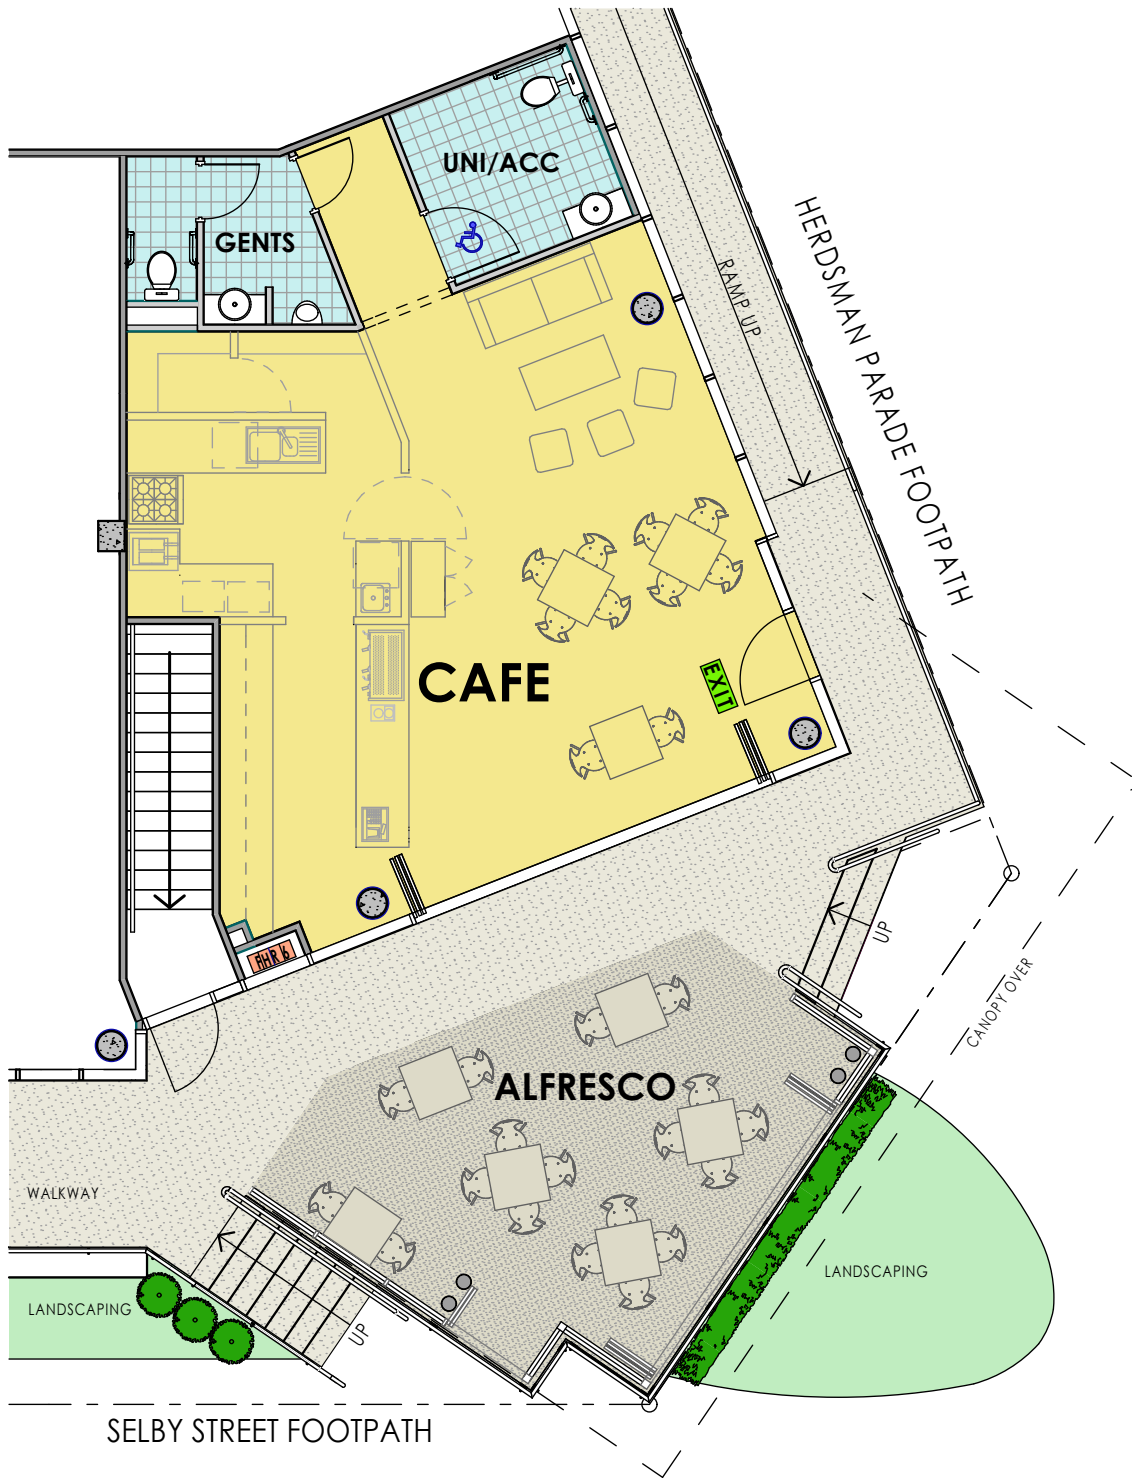 UNI/ACC
GENTS
HERDSMAN PARADE FOOTPATH
RAMP UP
CAFE
EXIT
UP
CANOPY OVER
ALFRESCO
WALKWAY
LANDSCAPING
LANDSCAPING
UP
SELBY STREET FOOTPATH